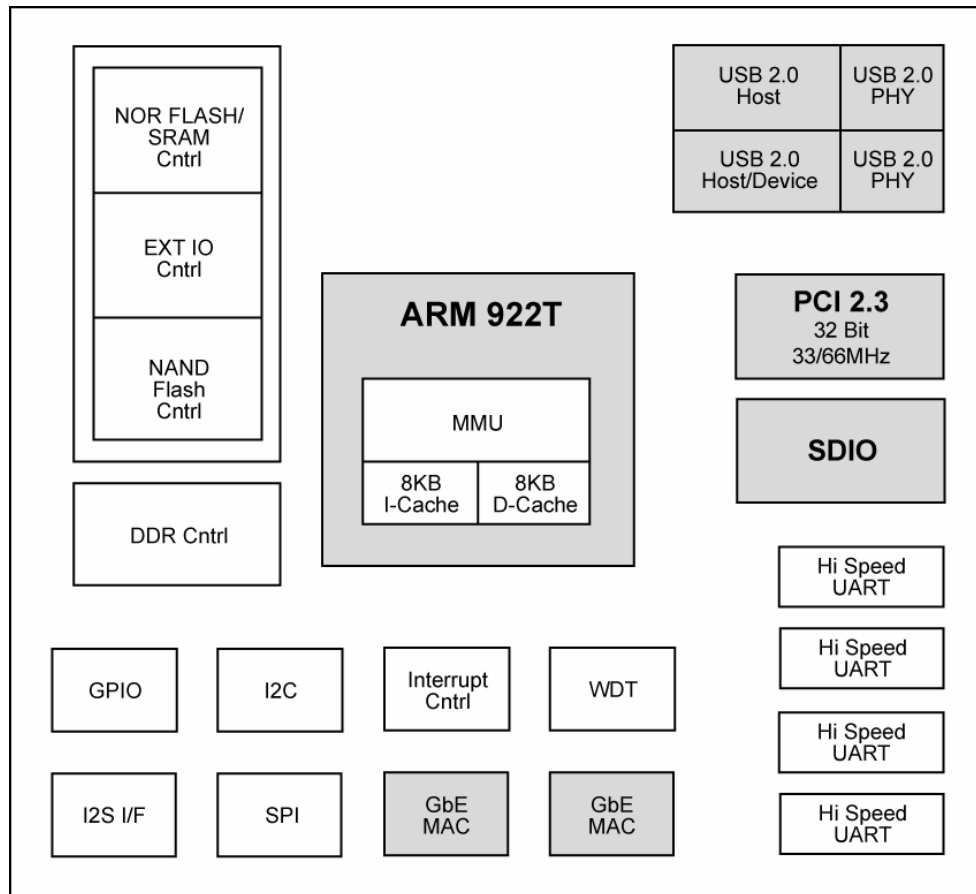 NOR FLASH/
SRAM
Cntrl
EXT IO
Cntrl
NAND
Flash
Cntrl
DDR Cntrl
USB 2.0
Host
USB 2.0
PHY
USB 2.0
Host/Device
USB 2.0
PHY
ARM 922T
MMU
8KB
I-Cache
8KB
D-Cache
PCI 2.3
32 Bit
33/66MHz
SDIO
Hi Speed
UART
Hi Speed
UART
Hi Speed
UART
Hi Speed
UART
GPIO
I2C
Interrupt
Cntrl
WDT
I2S I/F
SPI
GbE
MAC
GbE
MAC